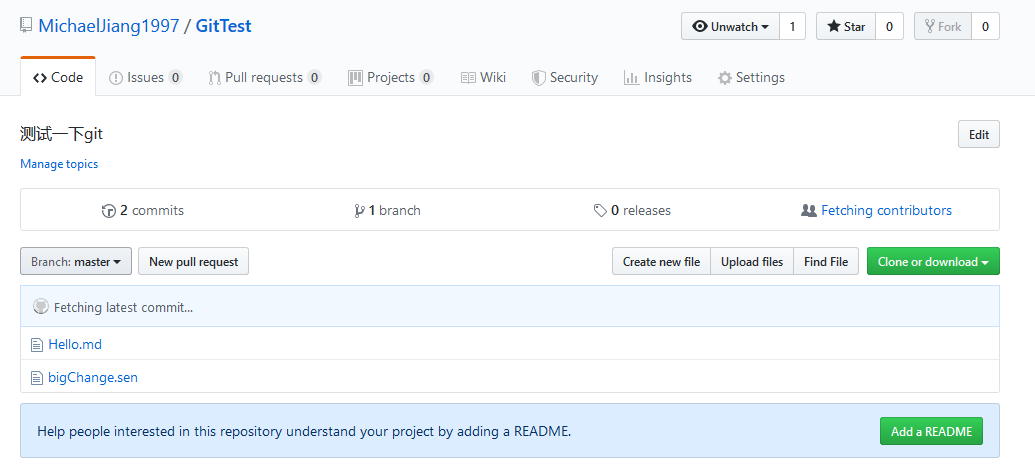 MichaelJiang1997 / GitTest Unwatch 1 Star 0 Fork 0
Code Issues 0 Pull requests 0 Projects 0 Wiki Security Insights Settings
测试一下git Edit
Manage topics
2 commits 1 branch 0 releases Fetching contributors
Branch: master New pull request Create new file Upload files Find File Clone or download
Fetching latest commit...
Hello.md
bigChange.sen
Help people interested in this repository understand your project by adding a README. Add a README